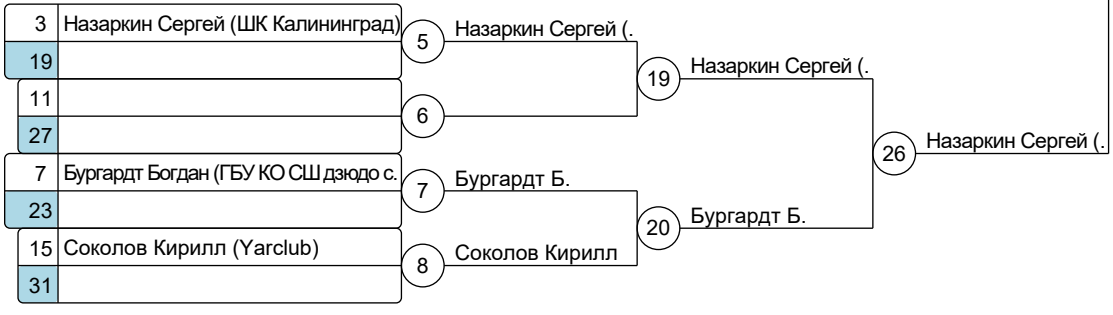 3 Назаркин Сергей (ШК Калининград)
19
11
27
7 Бургардт Богдан (ГБУ КО СШ дзюдо с.
23
15 Соколов Кирилл (Yarclub)
31
5 Назаркин Сергей (.
6
7 Бургардт Б.
8 Соколов Кирилл
19 Назаркин Сергей (.
20 Бургардт Б.
26 Назаркин Сергей (.